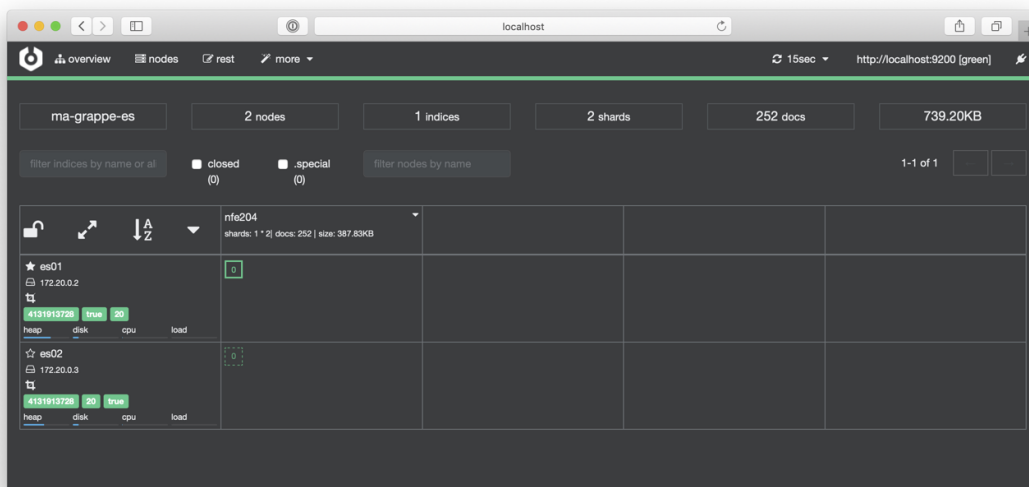 localhost
overview nodes rest more 15sec http://localhost:9200 [green]
ma-grappe-es 2 nodes 1 indices 2 shards 252 docs 739.20KB
filter indices by name or al closed (0) .special (0) filter nodes by name 1-1 of 1
nfe204
shards: 1 * 2| docs: 252 | size: 387.83KB
A
Z
es01
0
172.20.0.2
4131913728 true 20
heap disk cpu load
es02
0
172.20.0.3
4131913728 20 true
heap disk cpu load